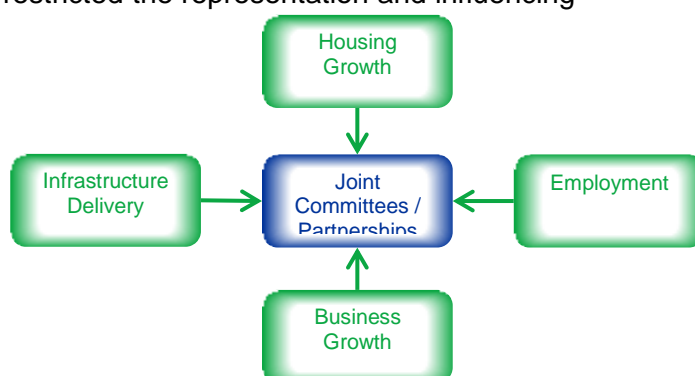 restricted the representation and influencing
Housing
Growth
Infrastructure
Delivery
Joint
Committees /
Partnerships
Employment
Business
Growth